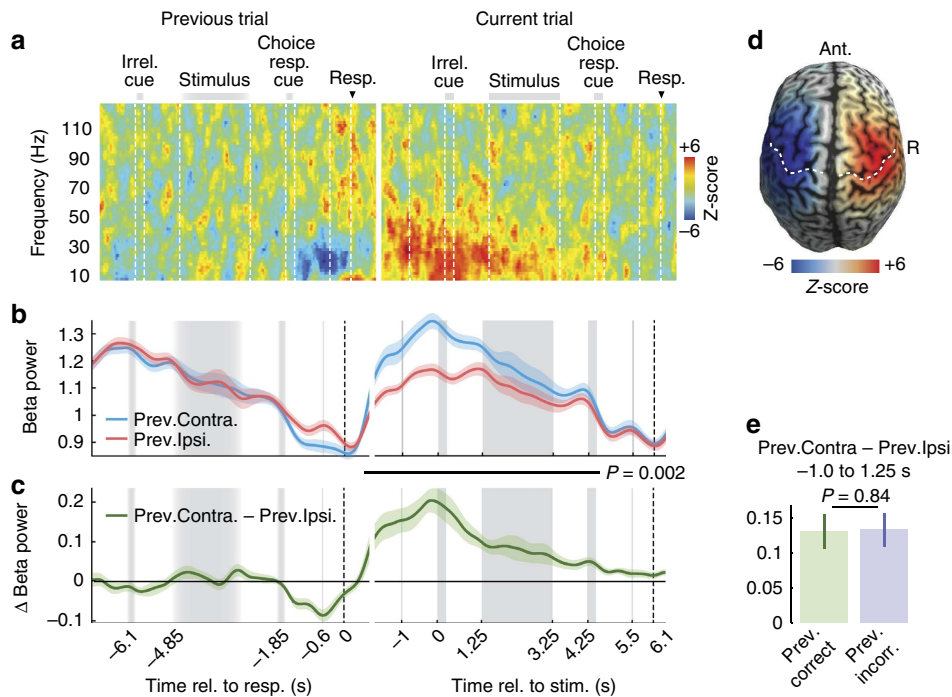 Previous trial
Current trial
a
Irrel.
cue
Stimulus
Choice
resp.
cue
Resp.
Irrel.
cue
Stimulus
Choice
resp.
cue
Resp.
Frequency (Hz)
110
90
70
50
30
10
+6
−6
Z-score
d
Ant.
R
−6
+6
Z-score
b
Beta power
1.3
1.2
1.1
1
0.9
Prev.Contra.
Prev.Ipsi.
P = 0.002
c
Δ Beta power
0.2
0.1
0
−0.1
Prev.Contra. − Prev.Ipsi.
−6.1
−4.85
−1.85
−0.6
0
−1
0
1.25
3.25
4.25
5.5
6.1
Time rel. to resp. (s)
Time rel. to stim. (s)
e
Prev.Contra − Prev.Ipsi
−1.0 to 1.25 s
P = 0.84
0.15
0.1
0.05
0
Prev.
correct
Prev.
incorr.